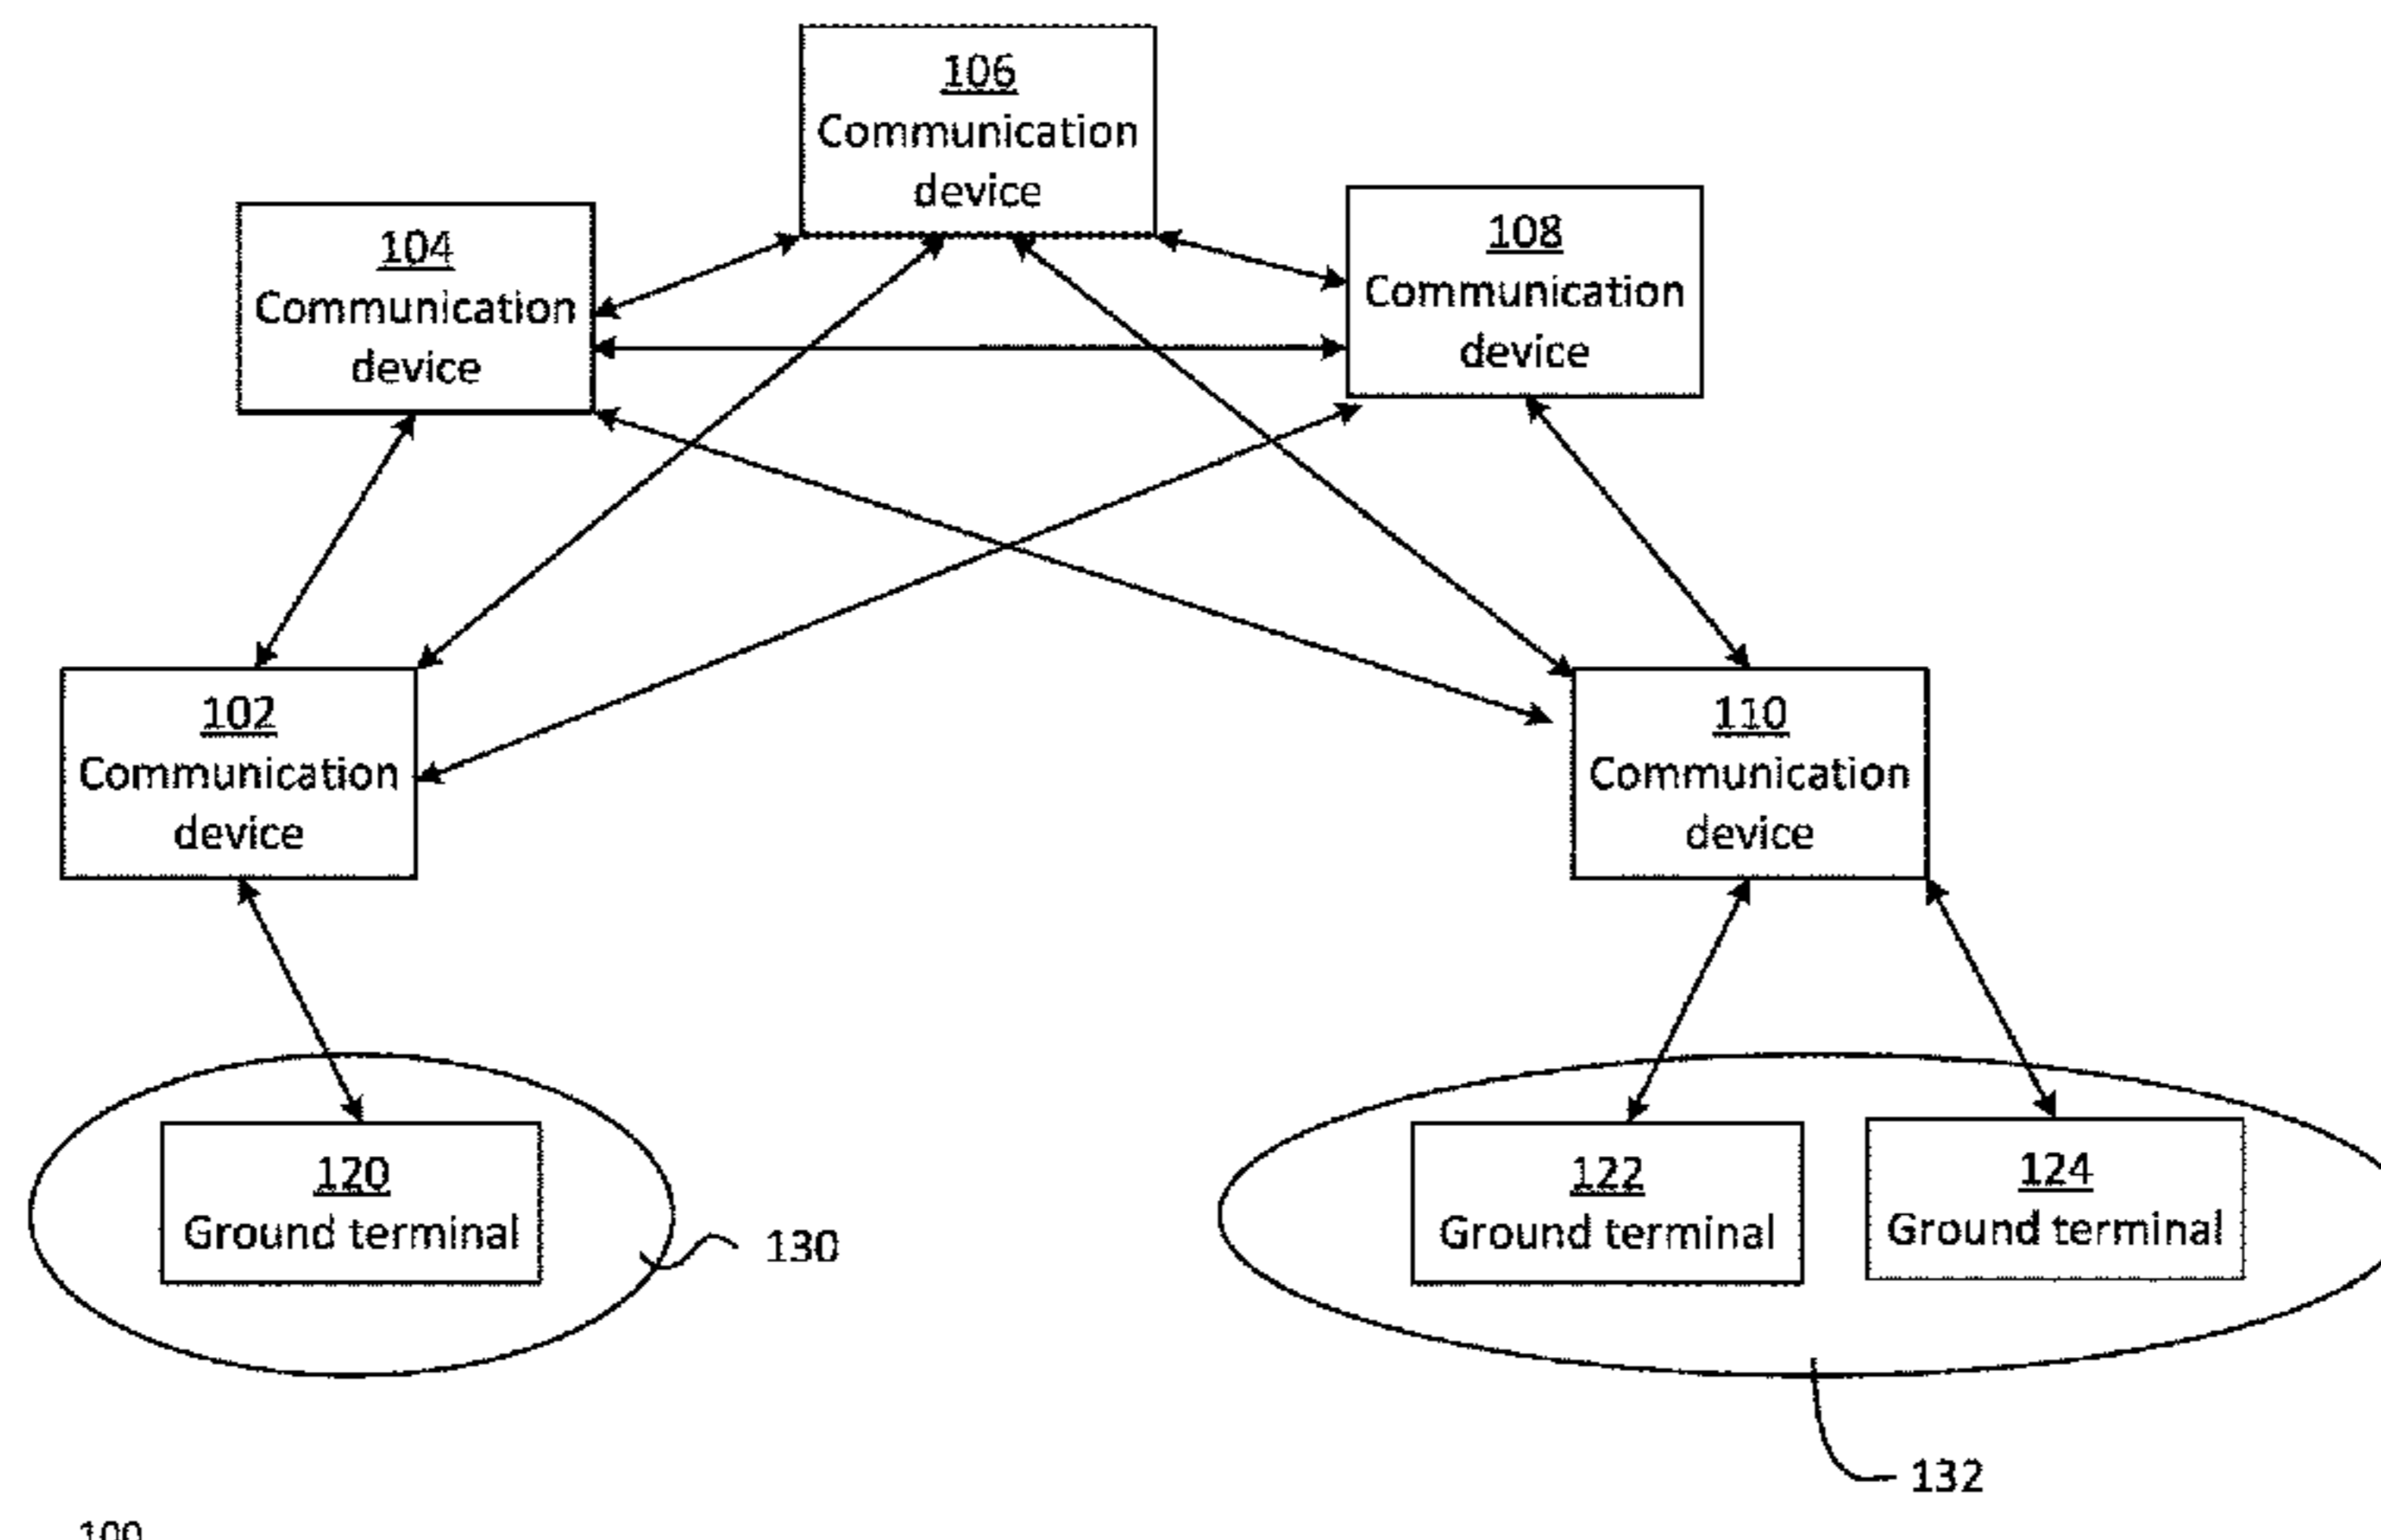 106
Communication
device
104
Communication
device
108
Communication
device
102
Communication
device
110
Communication
device
120
Ground terminal
122
Ground terminal
124
Ground terminal
130
132
100